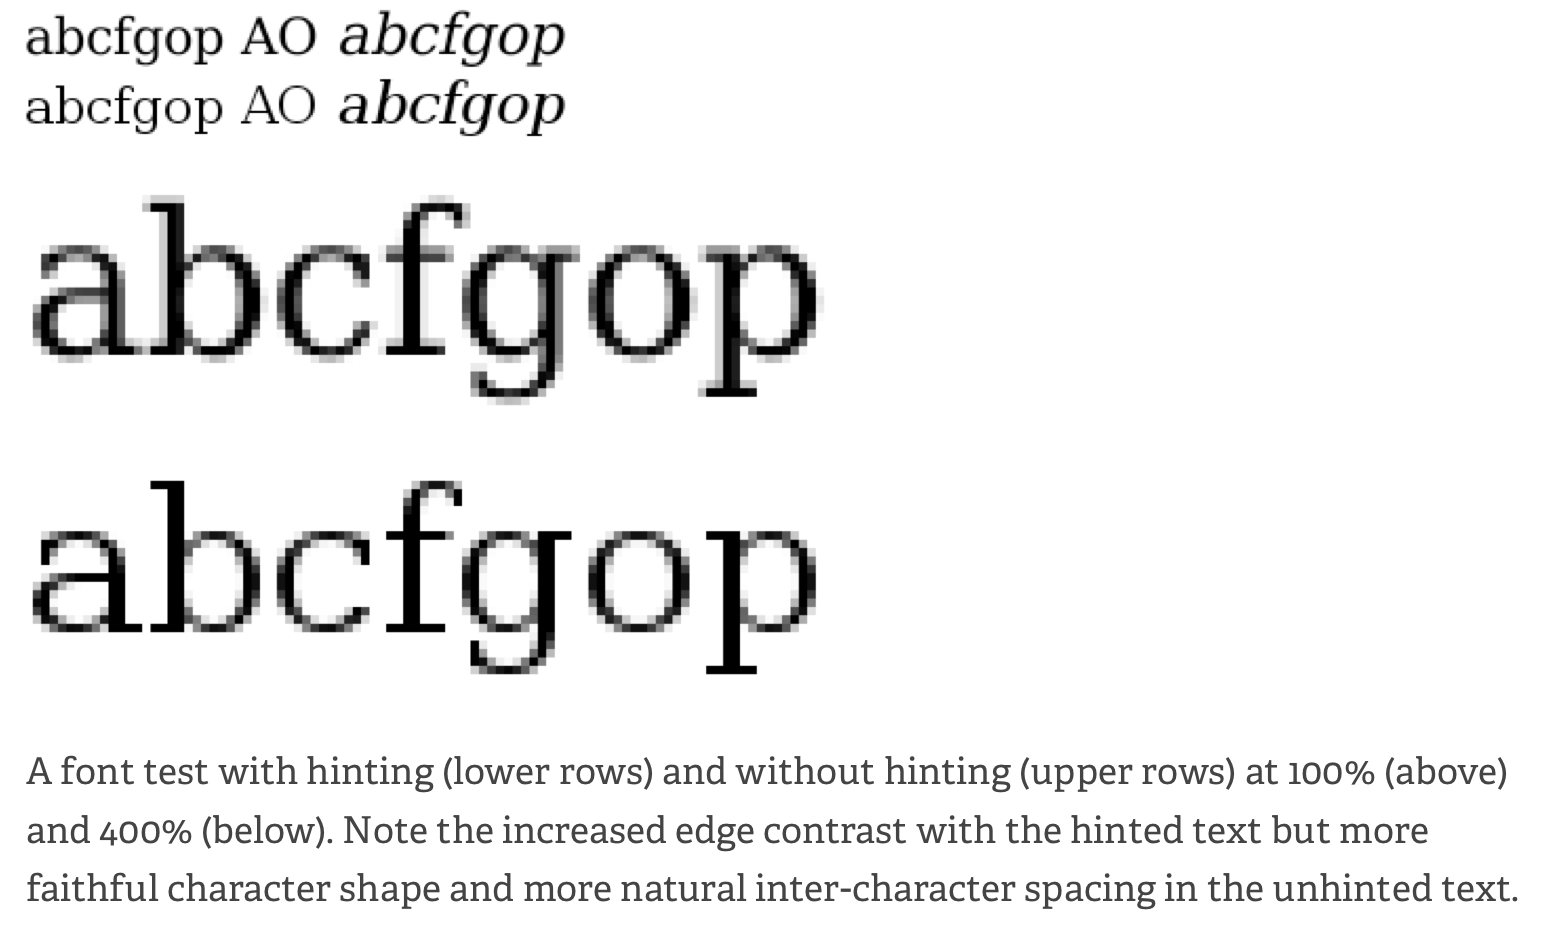 abcfgop AO abcfgop
abcfgop AO abcfgop
abcfgop
abcfgop
A font test with hinting (lower rows) and without hinting (upper rows) at 100% (above)
and 400% (below). Note the increased edge contrast with the hinted text but more
faithful character shape and more natural inter-character spacing in the unhinted text.